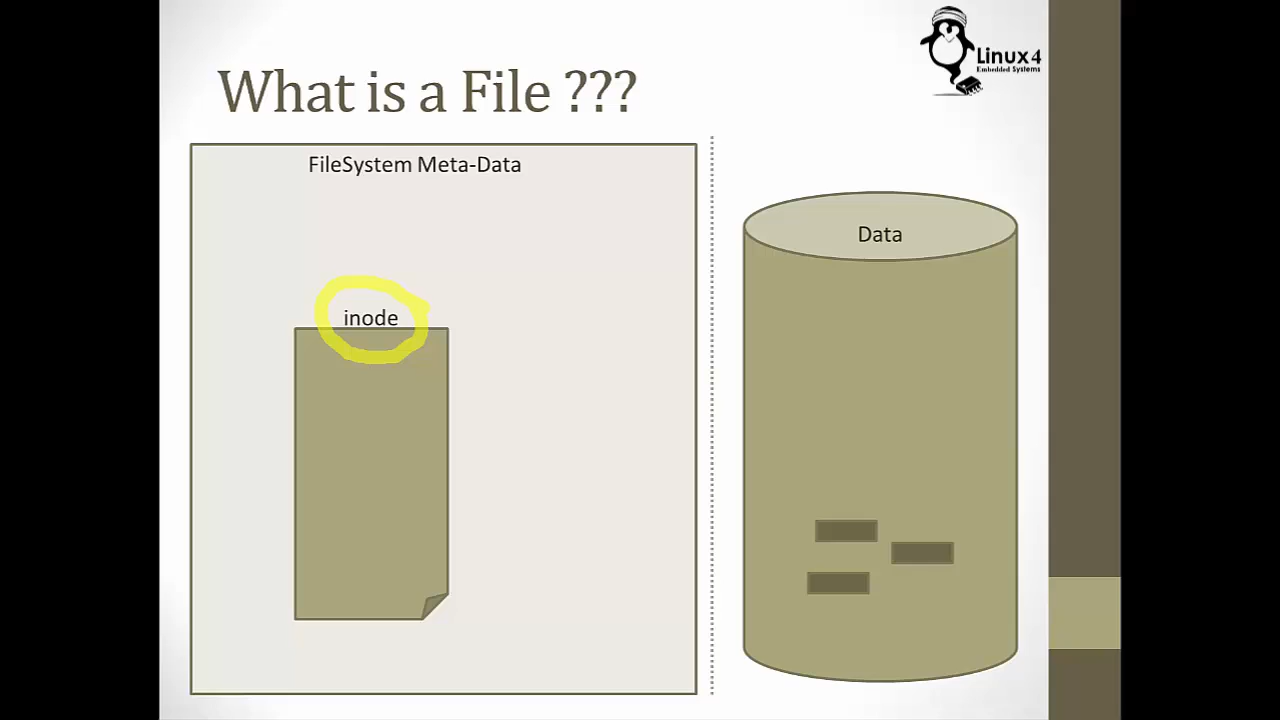 What is a File ???
Linux4
Embedded Systems
FileSystem Meta-Data
inode
Data